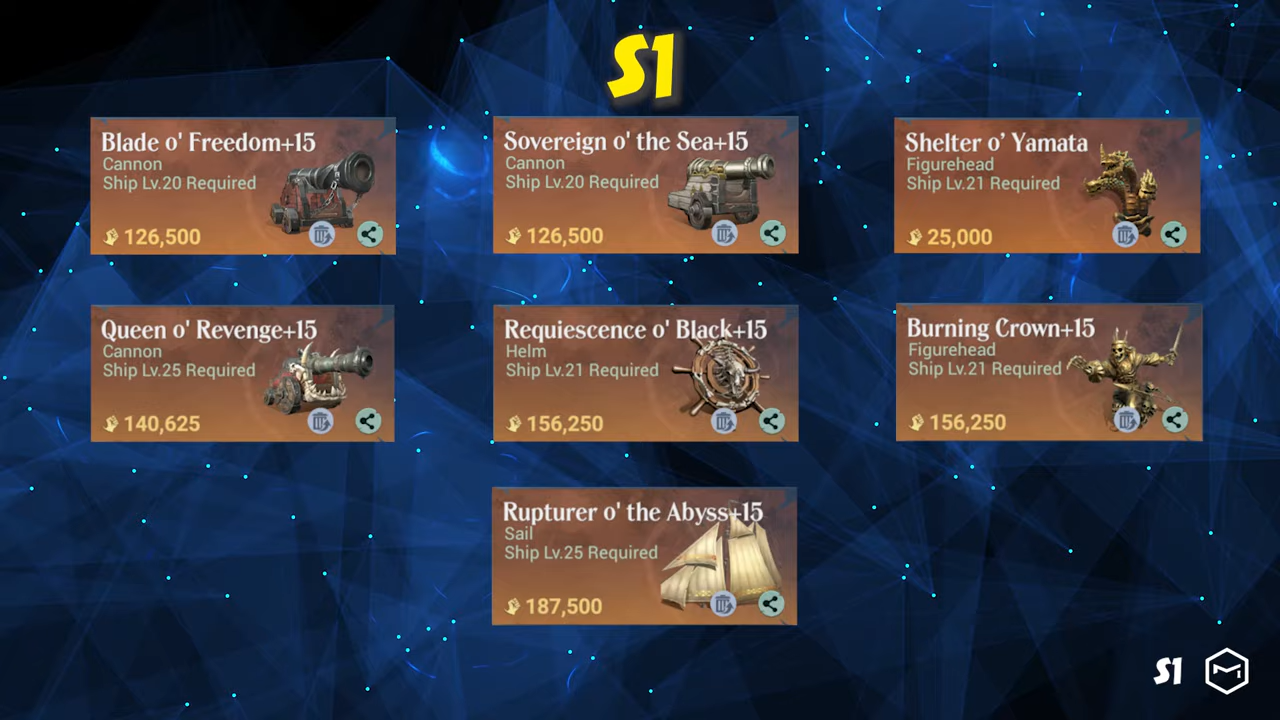 S1
Blade o' Freedom+15
Cannon
Ship Lv.20 Required
126,500
Sovereign o' the Sea+15
Cannon
Ship Lv.20 Required
126,500
Shelter o' Yamata
Figurehead
Ship Lv.21 Required
25,000
Queen o' Revenge+15
Cannon
Ship Lv.25 Required
140,625
Requiescence o' Black+15
Helm
Ship Lv.21 Required
156,250
Burning Crown+15
Figurehead
Ship Lv.21 Required
156,250
Rupturer o' the Abyss+15
Sail
Ship Lv.25 Required
187,500
S1